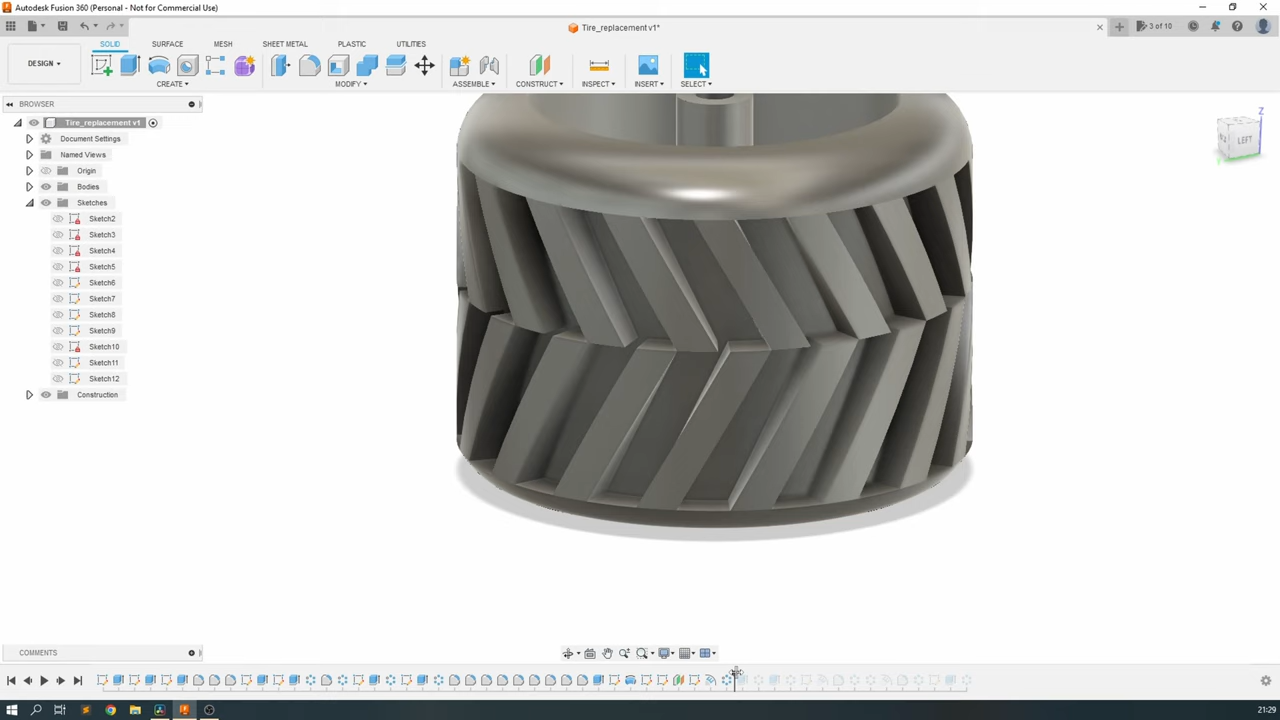 Autodesk Fusion 360 (Personal - Not for Commercial Use)
Tire_replacement v1*
3 of 10
SOLID SURFACE MESH SHEET METAL PLASTIC UTILITIES
DESIGN
CREATE MODIFY ASSEMBLE CONSTRUCT INSPECT INSERT SELECT
BROWSER
Tire_replacement v1
Document Settings
Named Views
Origin
Bodies
Sketches
Sketch2
Sketch3
Sketch4
Sketch5
Sketch6
Sketch7
Sketch8
Sketch9
Sketch10
Sketch11
Sketch12
Construction
Z
LEFT
COMMENTS
21:29